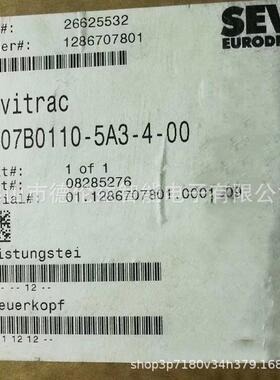 #: 26625532 SEW
er#: 1286707801 EURODR
vitrac
07B0110-5A3-4-00
t#: 1 of 1
#: 08285276
rial#: 01.1286707801.0001.09
istungstei
-- 12 --
euerkopf
1 12 12 --
shop3p7180v34h379.168